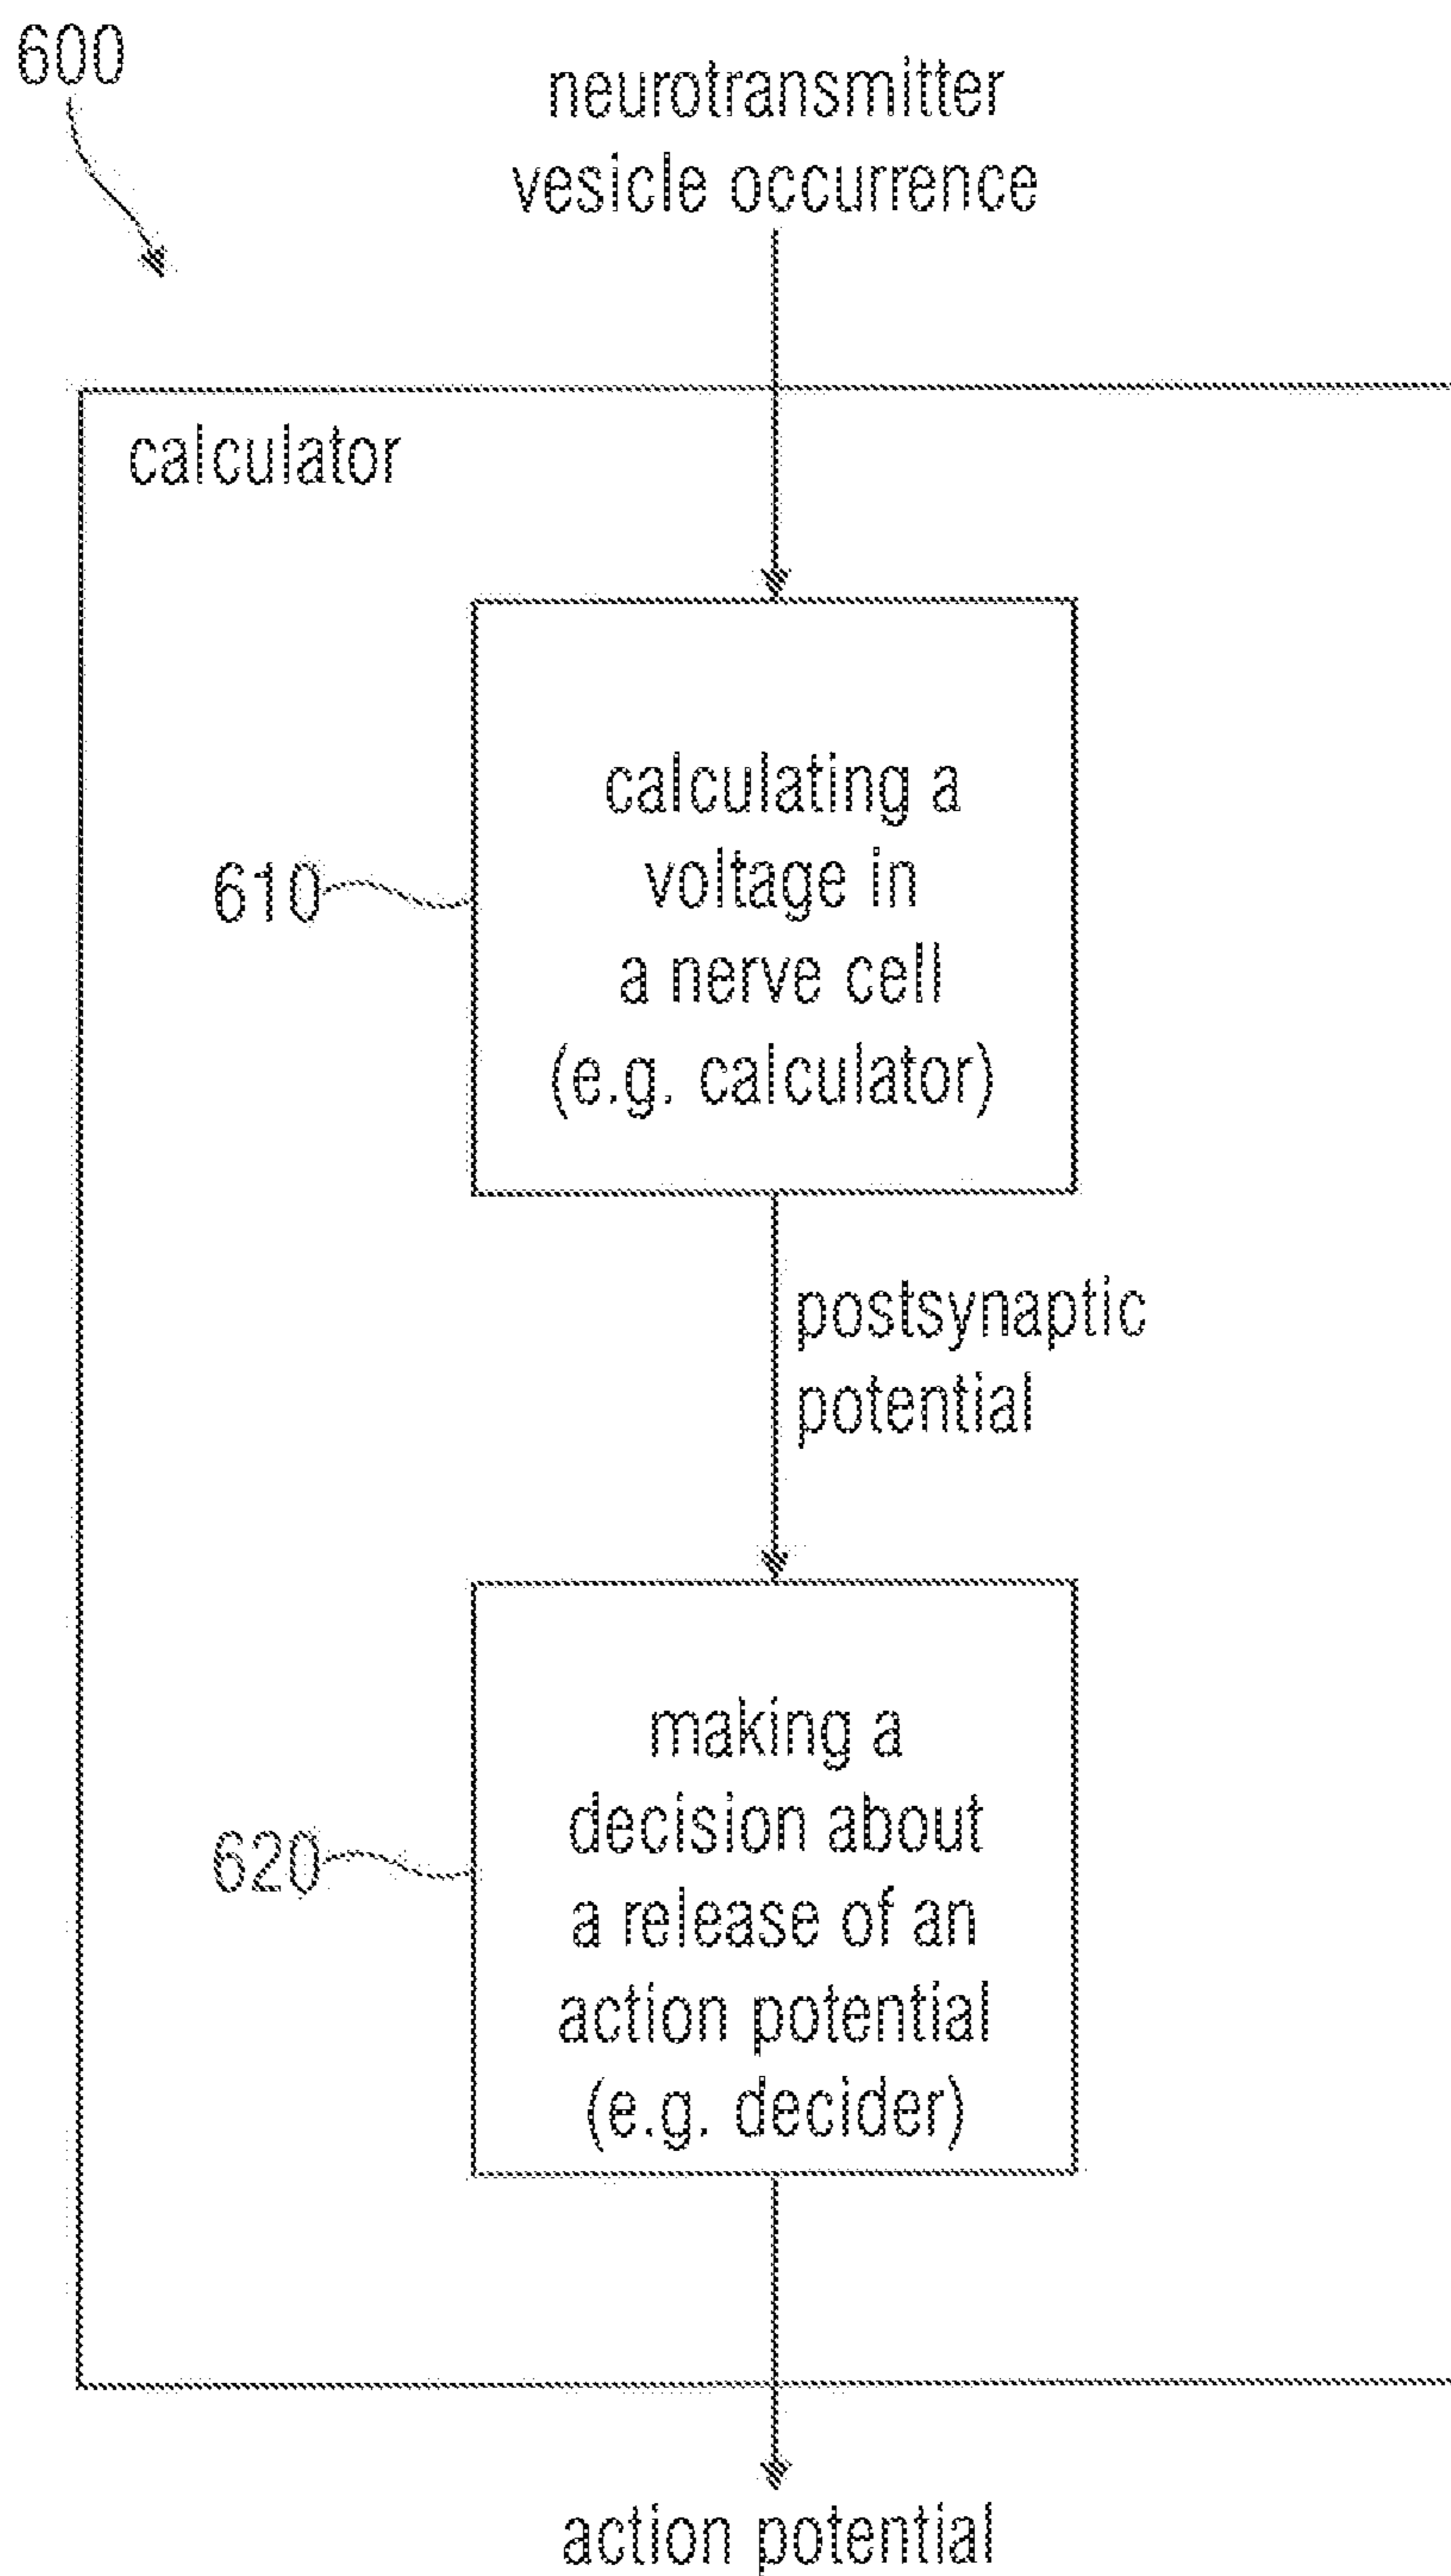 600
neurotransmitter
vesicle occurrence
calculator
calculating a
voltage in
a nerve cell
(e.g. calculator)
610
postsynaptic
potential
making a
decision about
a release of an
action potential
(e.g. decider)
620
action potential